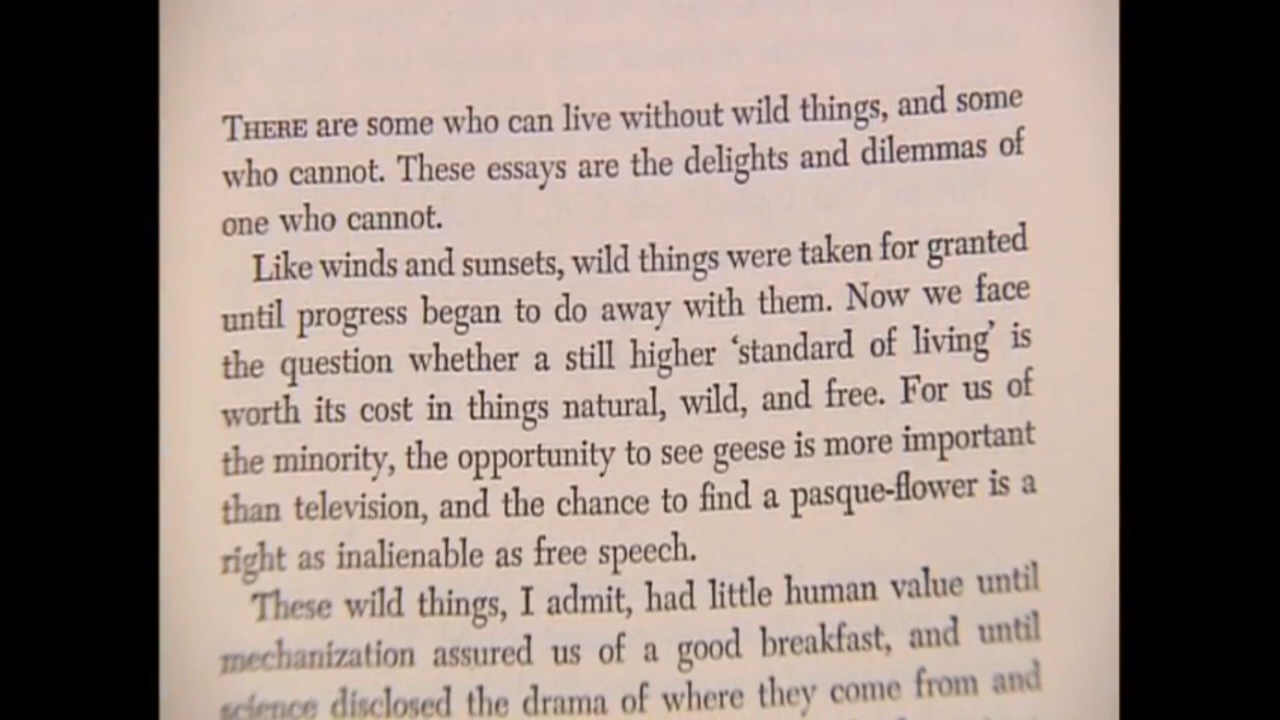 THERE are some who can live without wild things, and some
who cannot. These essays are the delights and dilemmas of
one who cannot.
Like winds and sunsets, wild things were taken for granted
until progress began to do away with them. Now we face
the question whether a still higher ‘standard of living’ is
worth its cost in things natural, wild, and free. For us of
the minority, the opportunity to see geese is more important
than television, and the chance to find a pasque-flower is a
right as inalienable as free speech.
These wild things, I admit, had little human value until
mechanization assured us of a good breakfast, and until
science disclosed the drama of where they come from and